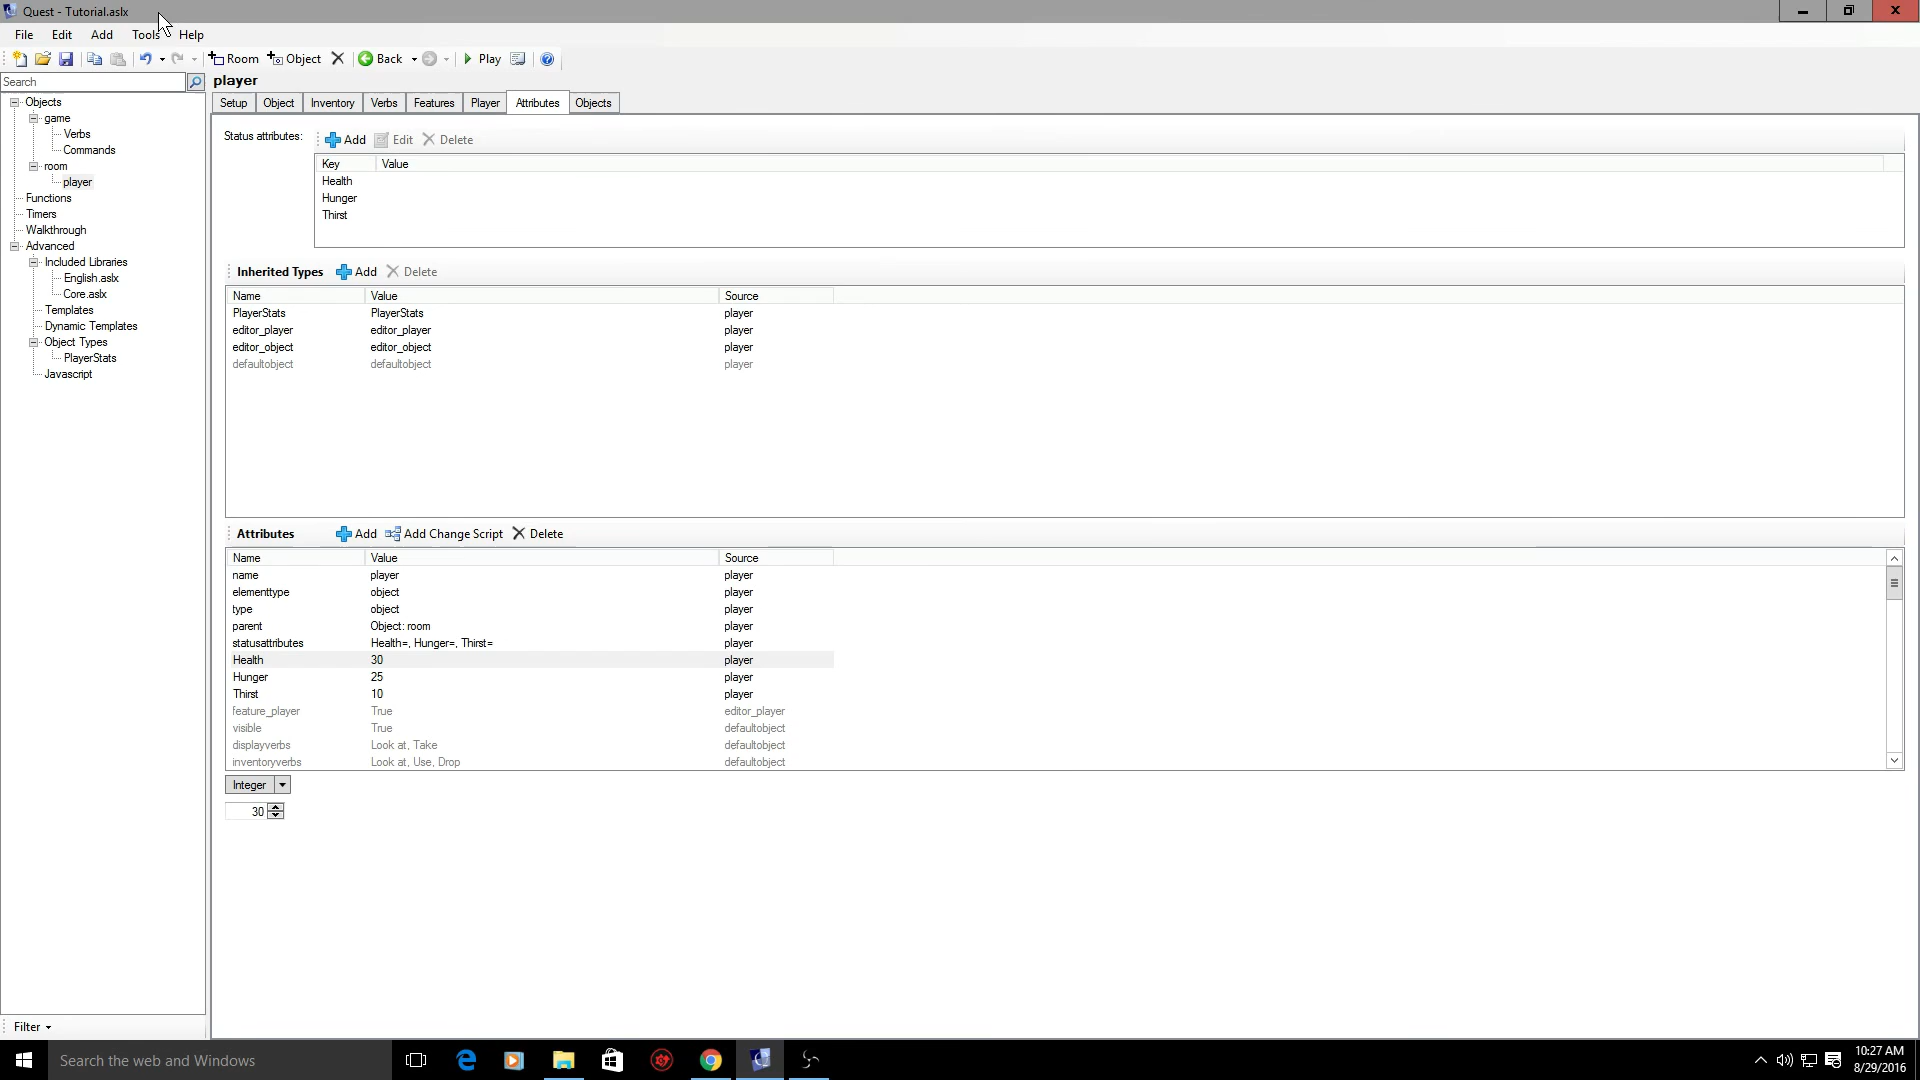 Quest - Tutorial.aslx
File Edit Add Tools Help
Room Object Back Play
Search
player
Setup Object Inventory Verbs Features Player Attributes Objects
Objects
game
Verbs
Commands
room
player
Functions
Timers
Walkthrough
Advanced
Included Libraries
English.aslx
Core.aslx
Templates
Dynamic Templates
Object Types
PlayerStats
Javascript
Filter
Status attributes: Add Edit Delete
Key Value
Health
Hunger
Thirst
Inherited Types Add Delete
Name Value Source
PlayerStats PlayerStats player
editor_player editor_player player
editor_object editor_object player
defaultobject defaultobject player
Attributes Add Add Change Script Delete
Name Value Source
name player player
elementtype object player
type object player
parent Object: room player
statusattributes Health=, Hunger=, Thirst= player
Health 30 player
Hunger 25 player
Thirst 10 player
feature_player True editor_player
visible True defaultobject
displayverbs Look at, Take defaultobject
inventoryverbs Look at, Use, Drop defaultobject
Integer
30
Search the web and Windows
10:27 AM
8/29/2016